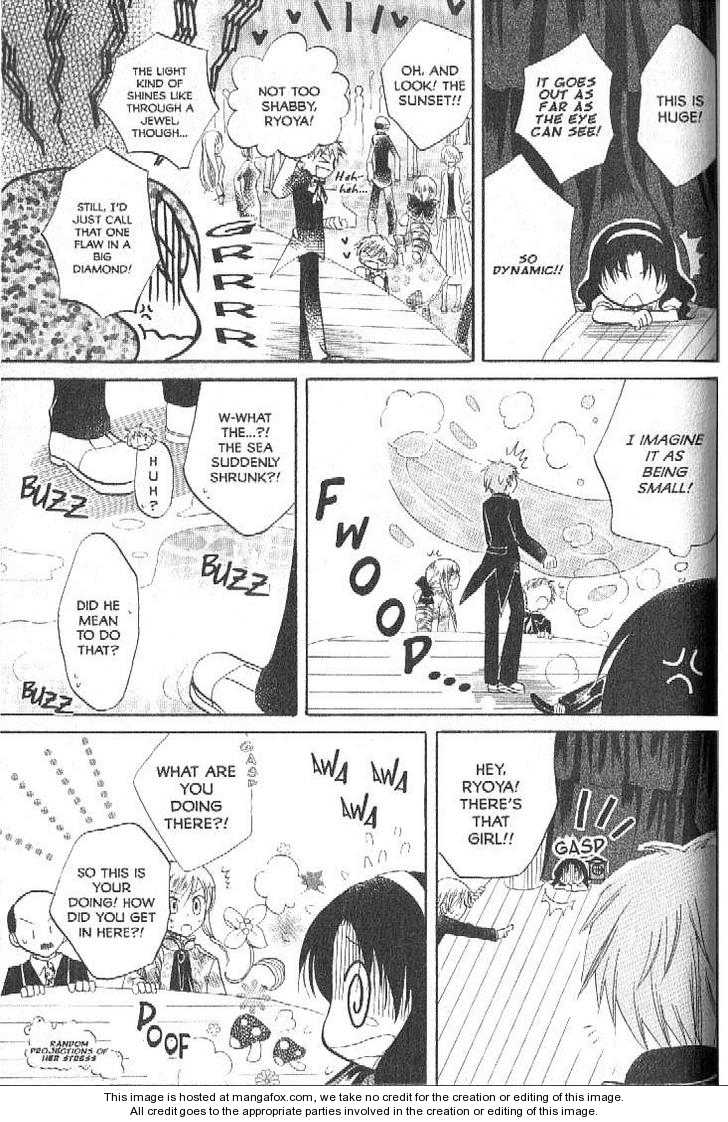 THIS IS
HUGE!
IT GOES
OUT AS
FAR AS
THE EYE
CAN SEE!
SO
DYNAMIC!!
OH, AND
LOOK! THE
SUNSET!!
NOT TOO
SHABBY,
RYOYA!
Heh-
heh...
THE LIGHT
KIND OF
SHINES LIKE
THROUGH A
JEWEL,
THOUGH...
STILL, I'D
JUST CALL
THAT ONE
FLAW IN A
BIG
DIAMOND!
GRRRR
I IMAGINE
IT AS
BEING
SMALL!
FWOOP...
W-WHAT
THE...?!
THE SEA
SUDDENLY
SHRUNK?!
HUH?
BUZZ
BUZZ
DID HE
MEAN
TO DO
THAT?
BUZZ
HEY,
RYOYA!
THERE'S
THAT
GIRL!!
GASP
AWA
AWA
AWA
GASP
WHAT ARE
YOU
DOING
THERE?!
SO THIS IS
YOUR
DOING! HOW
DID YOU GET
IN HERE?!
POOF
RANDOM
PROJECTIONS OF
HER STRESS
This image is hosted at mangafox.com, we take no credit for the creation or editing of this image.
All credit goes to the appropriate parties involved in the creation or editing of this image.